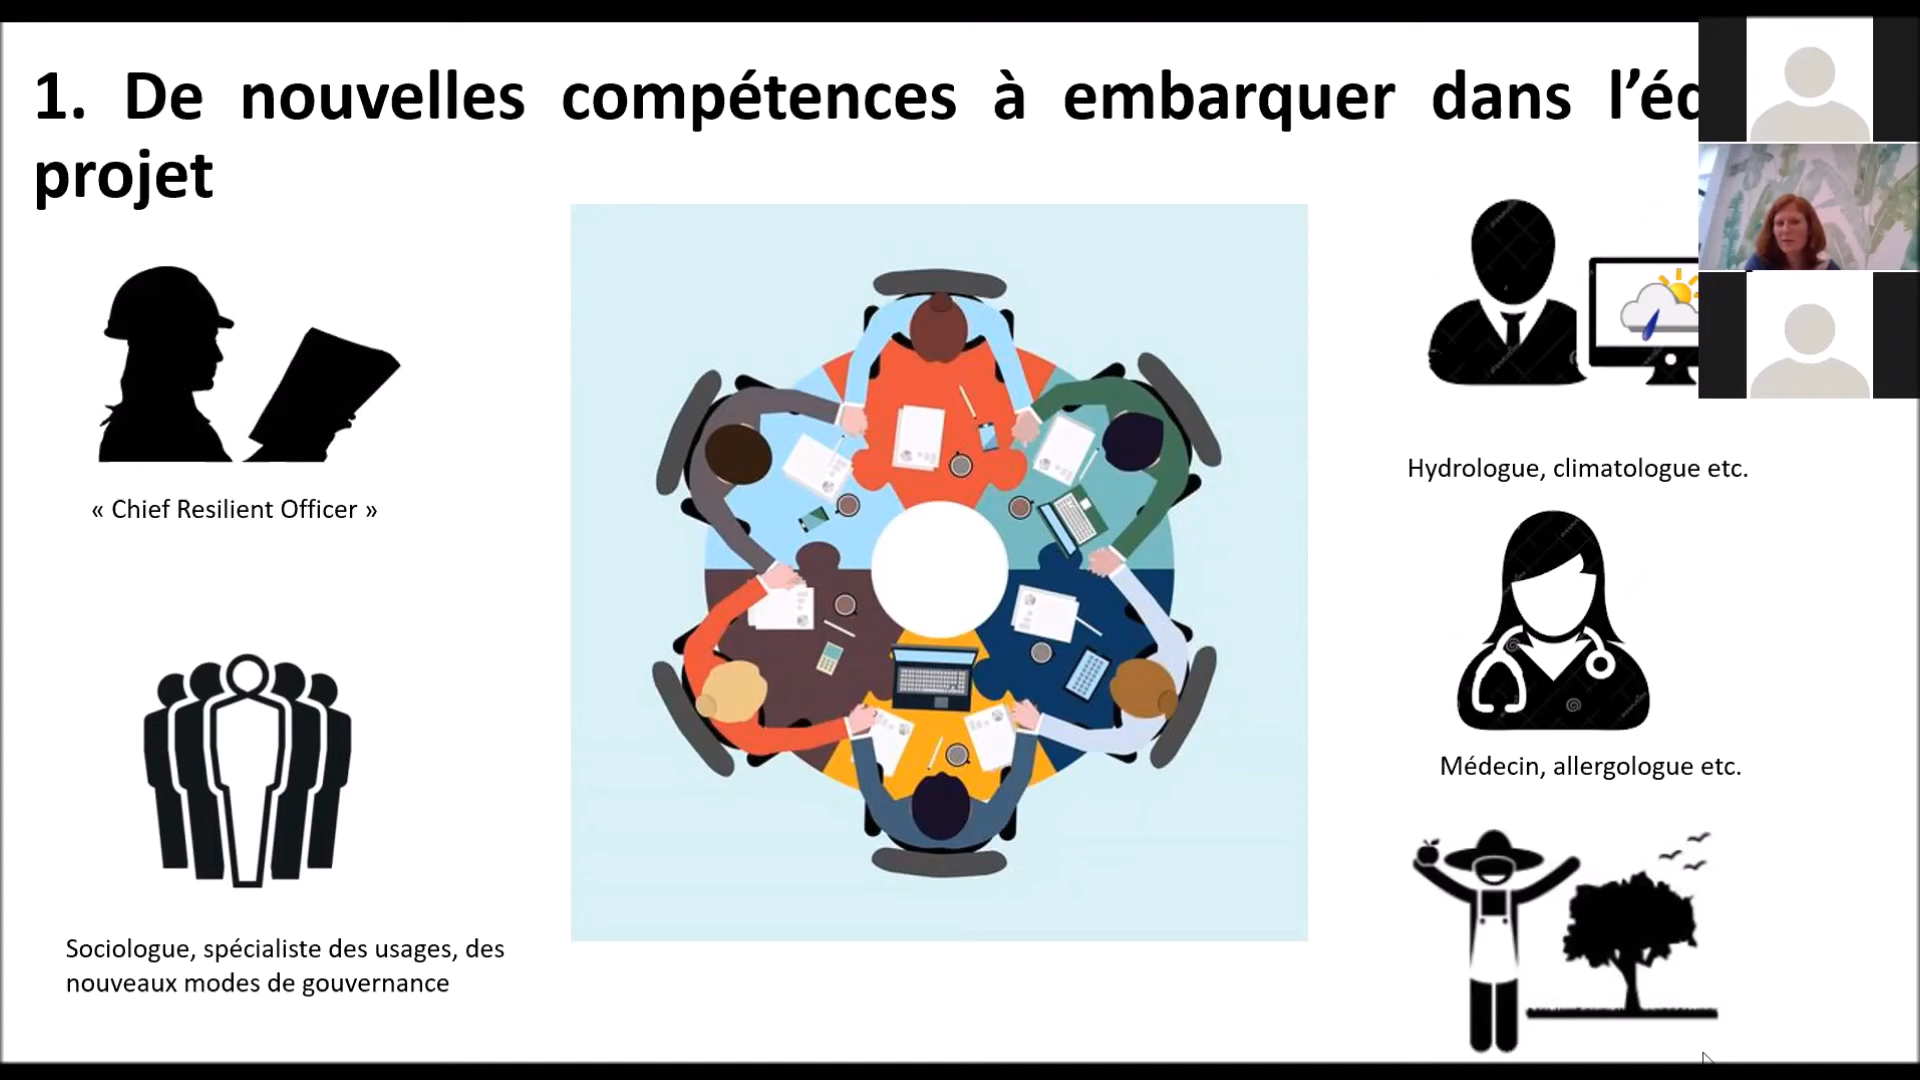 1. De nouvelles compétences à embarquer dans
projet
« Chief Resilient Officer »
Hydrologue, climatologue etc.
Médecin, allergologue etc.
Sociologue, spécialiste des usages, des
nouveaux modes de gouvernance